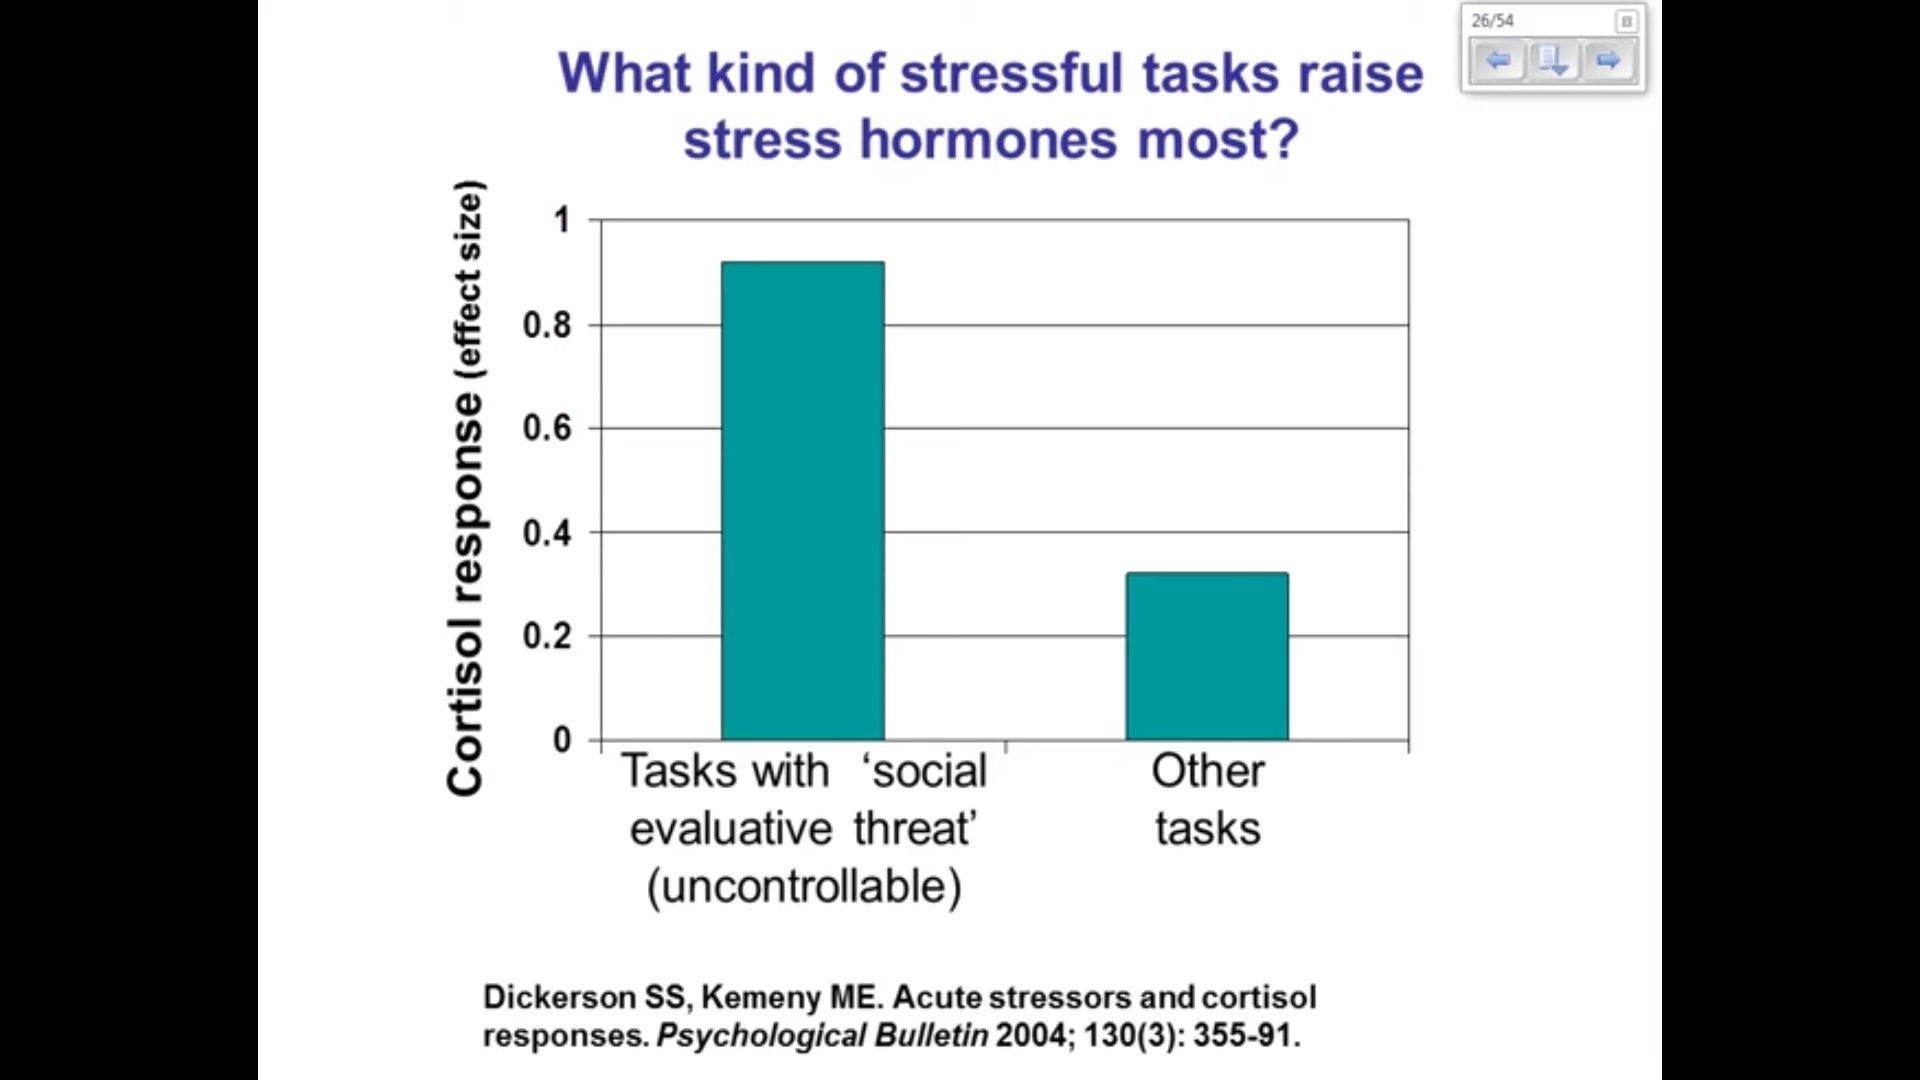 26/54
What kind of stressful tasks raise
stress hormones most?
Cortisol response (effect size)
1
0.8
0.6
0.4
0.2
0
Tasks with ‘social
evaluative threat’
(uncontrollable)
Other
tasks
Dickerson SS, Kemeny ME. Acute stressors and cortisol
responses. Psychological Bulletin 2004; 130(3): 355-91.